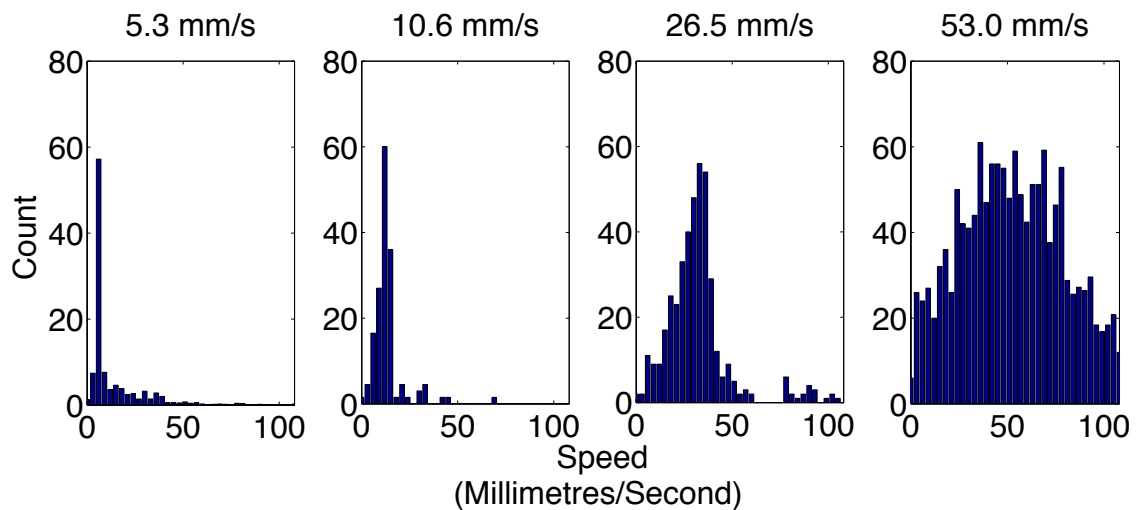 5.3 mm/s 10.6 mm/s 26.5 mm/s 53.0 mm/s
80 80 80 80
60 60 60 60
40 40 40 40
20 20 20 20
0 0 0 0
0 50 100 0 50 100 0 50 100 0 50 100
Count
Speed
(Millimetres/Second)